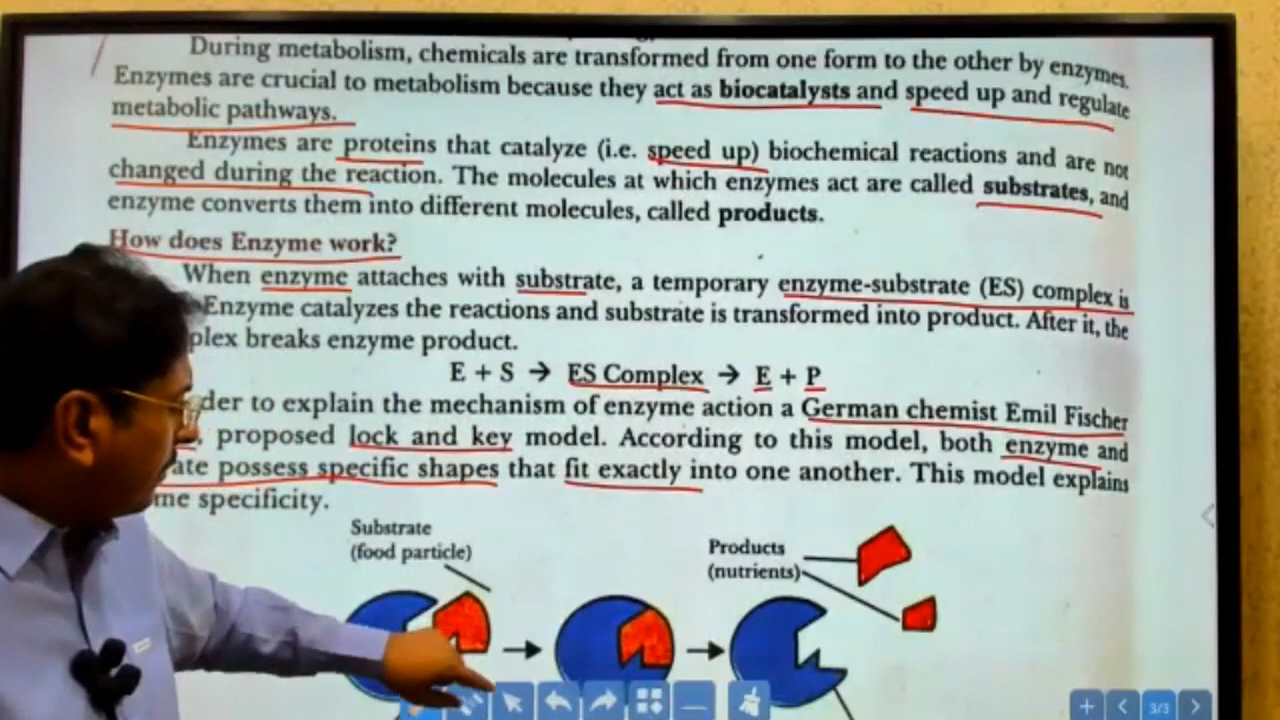 During metabolism, chemicals are transformed from one form to the other by enzymes.
Enzymes are crucial to metabolism because they act as biocatalysts and speed up and regulate
metabolic pathways.
Enzymes are proteins that catalyze (i.e. speed up) biochemical reactions and are not
changed during the reaction. The molecules at which enzymes act are called substrates, and
enzyme converts them into different molecules, called products.
How does Enzyme work?
When enzyme attaches with substrate, a temporary enzyme-substrate (ES) complex is
Enzyme catalyzes the reactions and substrate is transformed into product. After it, the
plex breaks enzyme product.
E + S → ES Complex → E + P
der to explain the mechanism of enzyme action a German chemist Emil Fischer
proposed lock and key model. According to this model, both enzyme and
ate possess specific shapes that fit exactly into one another. This model explains
me specificity.
Substrate
(food particle)
Products
(nutrients)
3/3